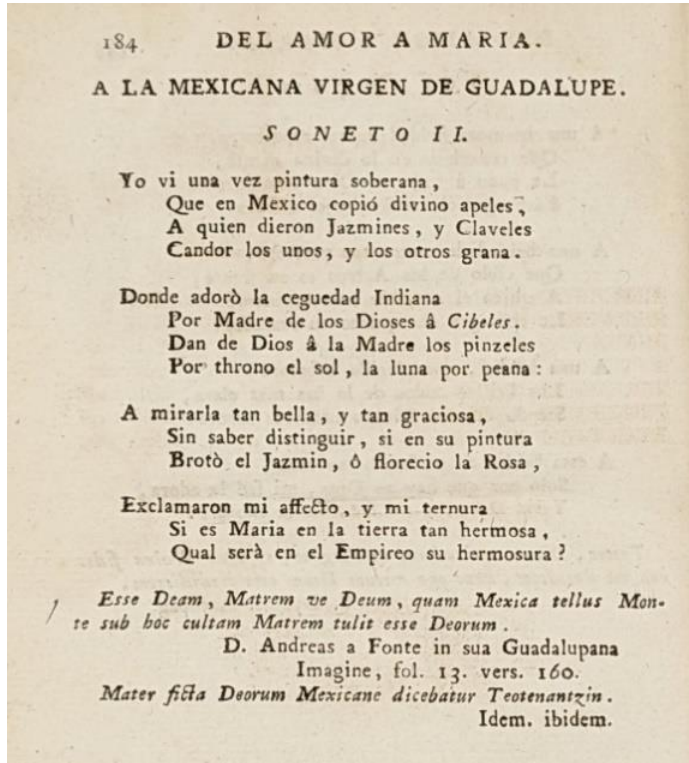 184 DEL AMOR A MARIA.
A LA MEXICANA VIRGEN DE GUADALUPE.
SONETO II.
Yo vi una vez pintura soberana,
Que en Mexico copió divino apeles,
A quien dieron Jazmines, y Claveles
Candor los unos, y los otros grana.
Donde adorò la ceguedad Indiana
Por Madre de los Dioses â Cibeles.
Dan de Dios â la Madre los pinzeles
Por throno el sol, la luna por peana:
A mirarla tan bella, y tan graciosa,
Sin saber distinguir, si en su pintura
Brotò el Jazmin, ô florecio la Rosa,
Exclamaron mi affecto, y mi ternura
Si es Maria en la tierra tan hermosa,
Qual serà en el Empireo su hermosura?
Esse Deam, Matrem ve Deum, quam Mexica tellus Mon-
te sub hoc cultam Matrem tulit esse Deorum.
D. Andreas a Fonte in sua Guadalupana
Imagine, fol. 13. vers. 160.
Mater ficta Deorum Mexicane dicebatur Teotenantzin.
Idem. ibidem.